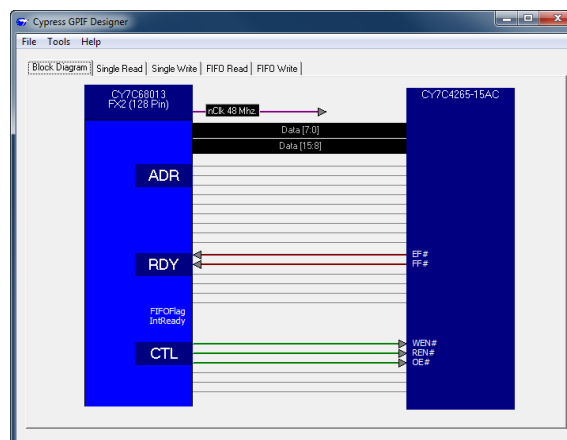 Cypress GPIF Designer
File Tools Help
Block Diagram Single Read Single Write FIFO Read FIFO Write
CY7C68013
FX2 (128 Pin)
nClk 48 Mhz.
CY7C4265-15AC
Data [7:0]
Data [15:8]
ADR
RDY
EF#
FF#
FIFOFlag
IntReady
CTL
WEN#
REN#
OE#